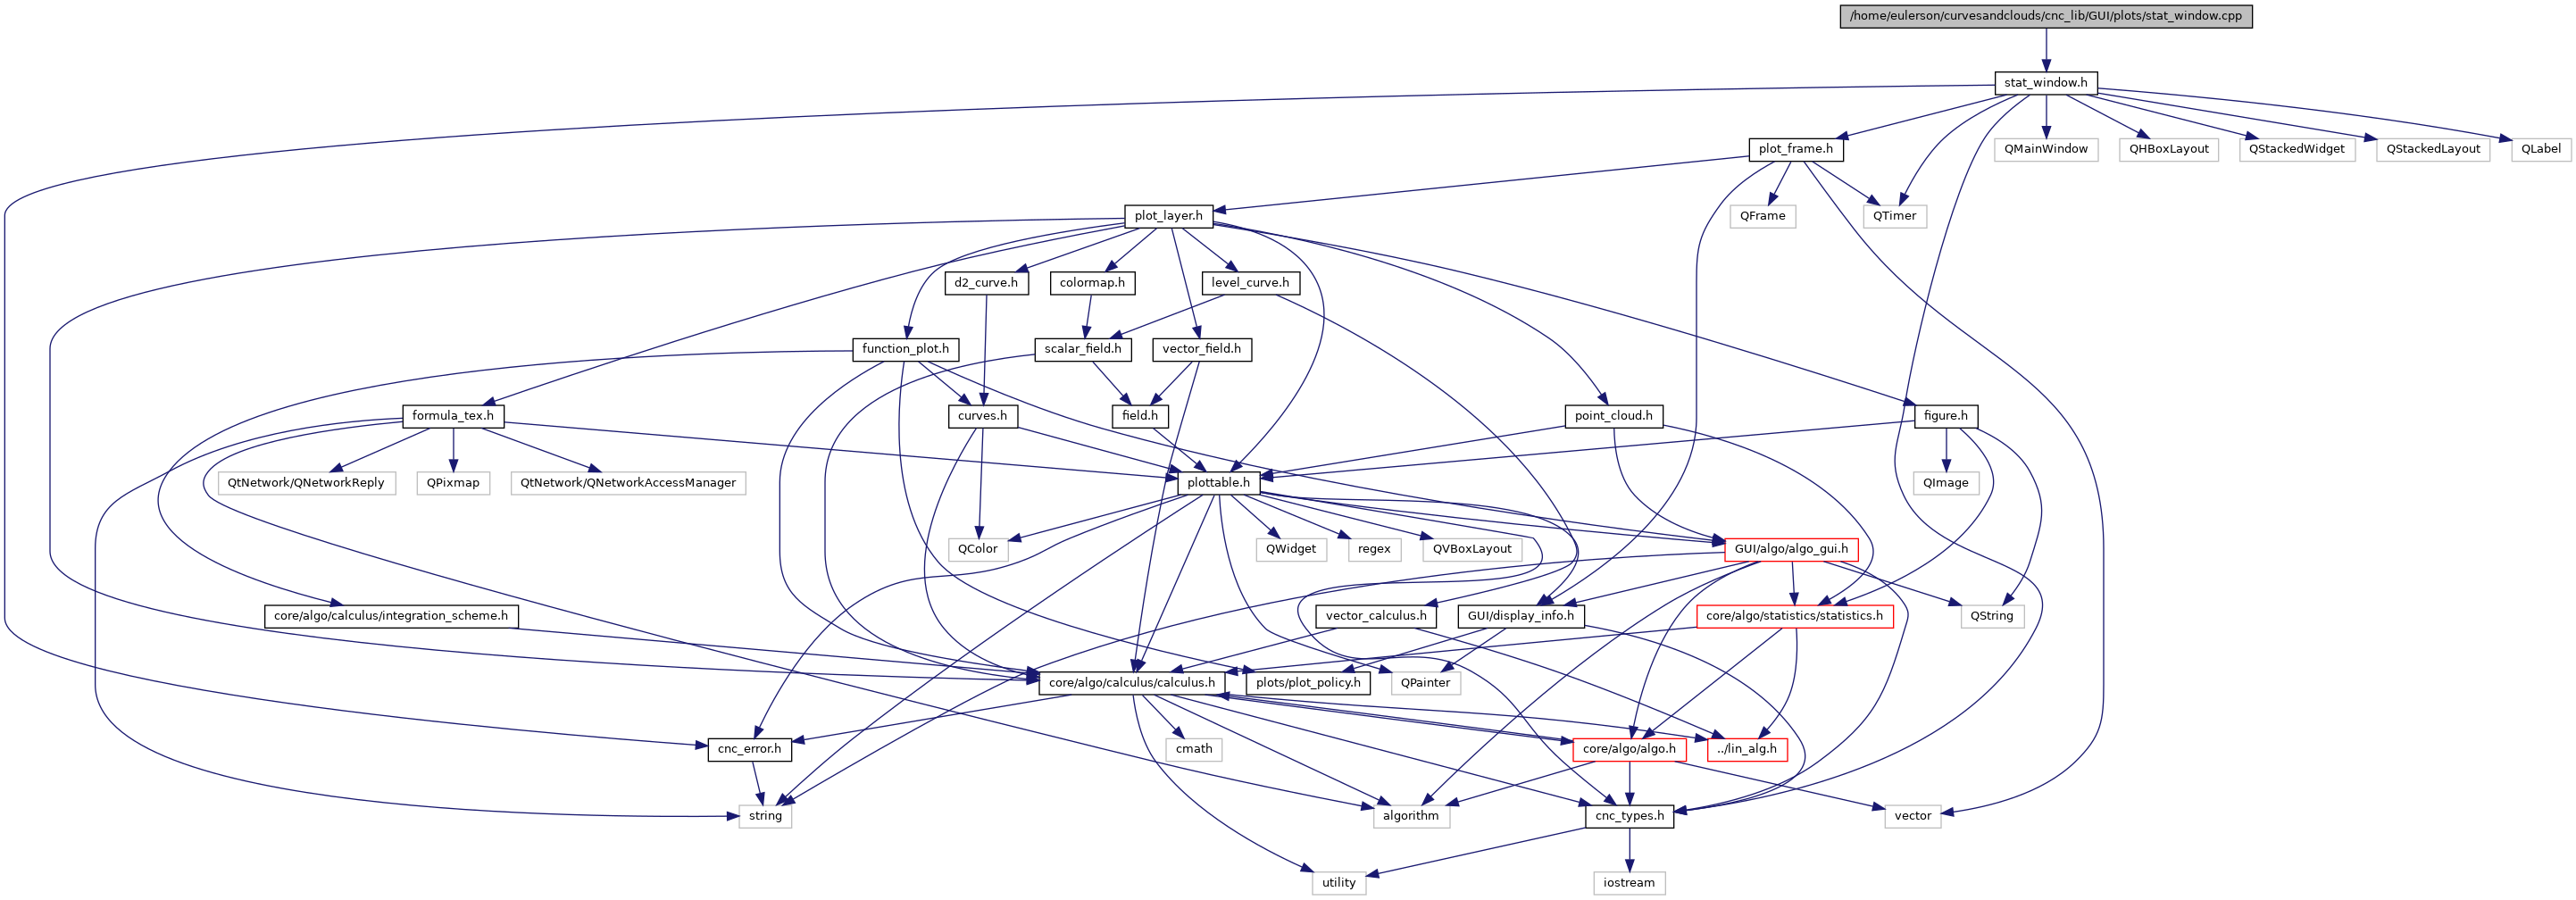 /home/eulerson/curvesandclouds/cnc_lib/GUI/plots/stat_window.cpp
stat_window.h
plot_frame.h
QMainWindow
QHBoxLayout
QStackedWidget
QStackedLayout
QLabel
plot_layer.h
QFrame
QTimer
d2_curve.h
colormap.h
level_curve.h
function_plot.h
scalar_field.h
vector_field.h
formula_tex.h
curves.h
field.h
point_cloud.h
figure.h
QtNetwork/QNetworkReply
QPixmap
QtNetwork/QNetworkAccessManager
plottable.h
QImage
QColor
QWidget
regex
QVBoxLayout
GUI/algo/algo_gui.h
core/algo/calculus/integration_scheme.h
vector_calculus.h
GUI/display_info.h
core/algo/statistics/statistics.h
QString
core/algo/calculus/calculus.h
plots/plot_policy.h
QPainter
cnc_error.h
cmath
core/algo/algo.h
../lin_alg.h
string
algorithm
cnc_types.h
vector
utility
iostream